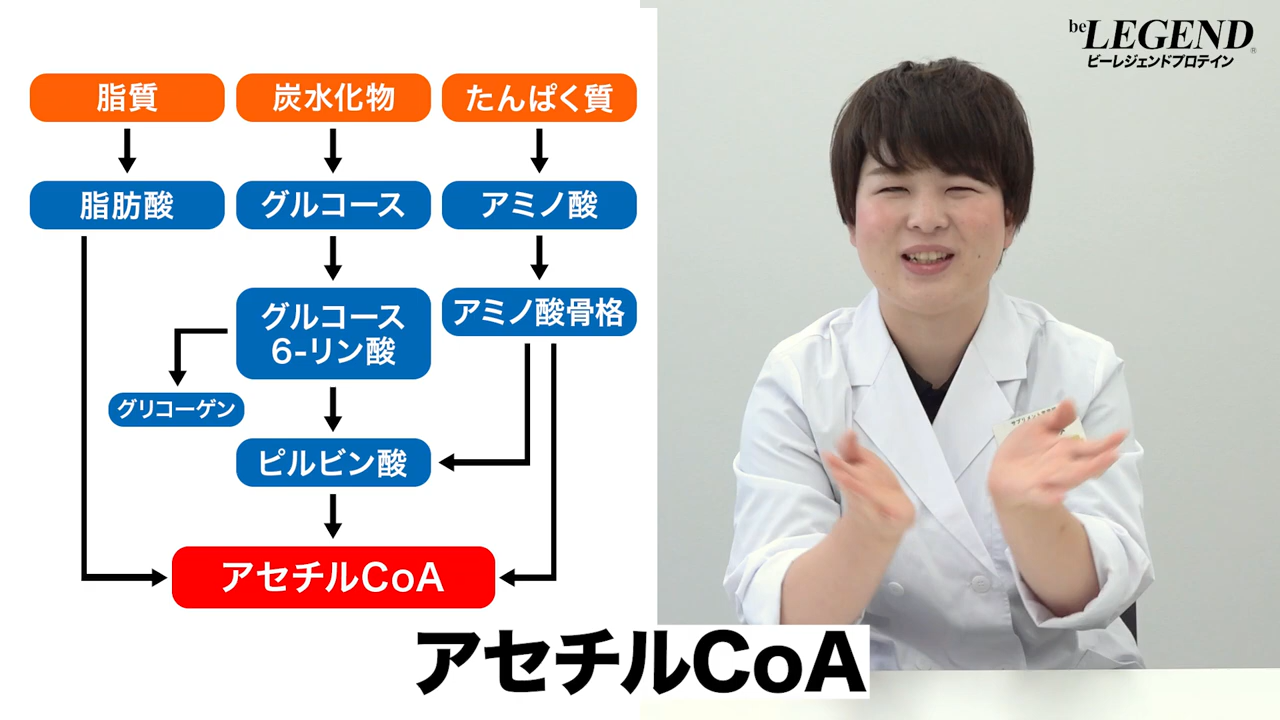 be LEGEND
ビーレジェンドプロテイン
脂質
炭水化物
たんぱく質
脂肪酸
グルコース
アミノ酸
グルコース
6-リン酸
アミノ酸骨格
グリコーゲン
ピルビン酸
アセチルCoA
アセチルCoA